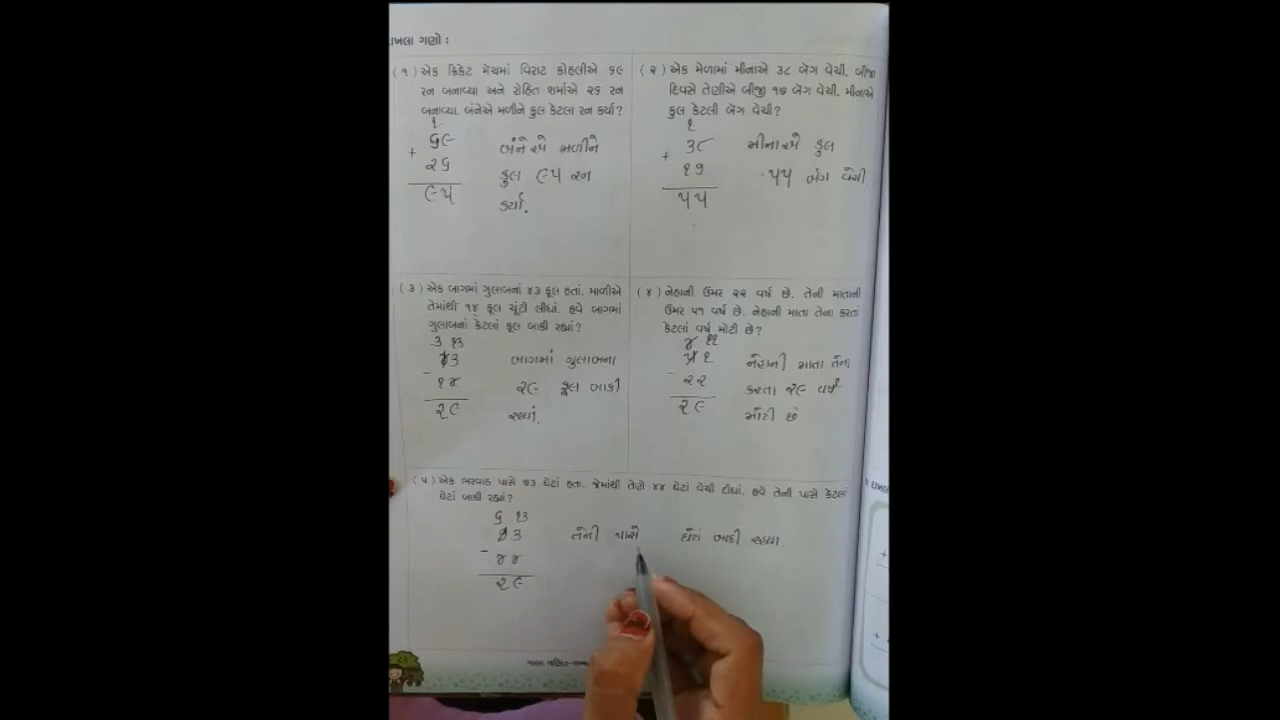 દાખલા ગણો :
(૧) એક ક્રિકેટ મેચમાં વિરાટ કોહલીએ ૬૯
રન બનાવ્યા અને રોહિત શર્માએ ૨૬ રન
બનાવ્યા. બંનેએ મળીને કુલ કેટલા રન કર્યા?
૧
૬૯
+
૨૬
૯૫
બંને એ મળીને
કુલ ૯૫ રન
કર્યા.
(૨) એક મેળામાં મીનાએ ૩૮ બૅગ વેચી. બીજા
દિવસે તેણીએ બીજી ૧૭ બૅગ વેચી. મીનાએ
કુલ કેટલી બૅગ વેચી?
૧
૩૮
+
૧૭
૫૫
મીના એ કુલ
૫૫ બેગ વેચી
(૩) એક બાગમાં ગુલાબનાં ૪૩ ફૂલ હતાં. માળીએ
તેમાંથી ૧૪ ફૂલ ચૂંટી લીધાં. હવે બાગમાં
ગુલાબનાં કેટલાં ફૂલ બાકી રહ્યાં?
૩ ૧૩
૪૩
-
૧૪
૨૯
બાગમાં ગુલાબના
૨૯ ફૂલ બાકી
રહ્યાં.
(૪) નેહાની ઉંમર ૨૨ વર્ષ છે. તેની માતાની
ઉંમર ૫૧ વર્ષ છે. નેહાની માતા તેના કરતાં
કેટલાં વર્ષ મોટી છે?
૪ ૧૧
૫૧
-
૨૨
૨૯
નેહાની માતા તેના
કરતા ૨૯ વર્ષ
મોટી છે
(૫) એક ભરવાડ પાસે ૭૩ ઘેટાં હતા. જેમાંથી તેણે ૪૪ ઘેટાં વેચી દીધાં. હવે તેની પાસે કેટલાં
ઘેટાં બાકી રહ્યાં?
૬ ૧૩
૭૩
-
૪૪
૨૯
તેની પાસે ઘેટાં બાકી રહ્યા.